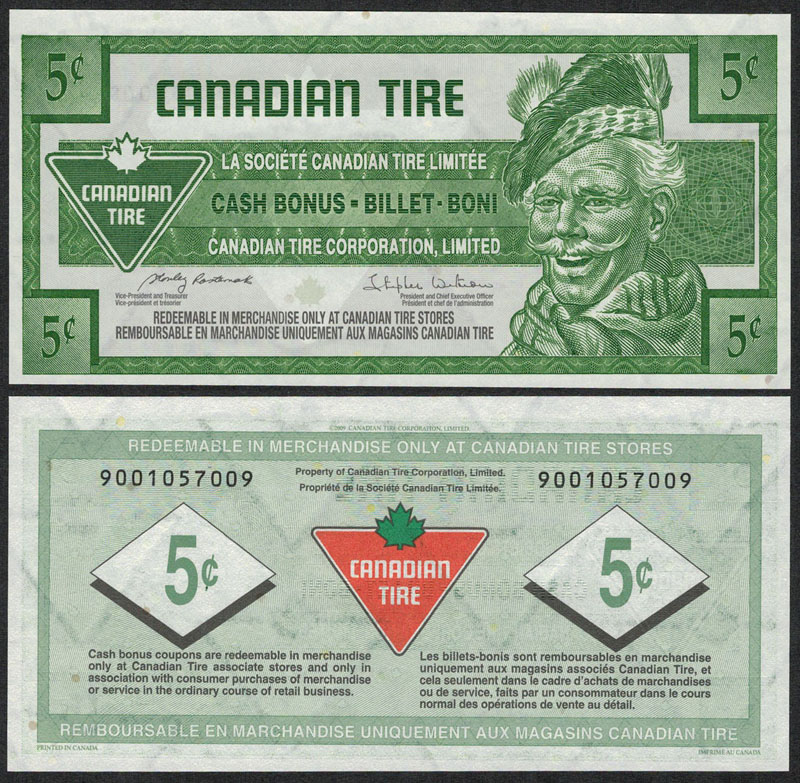 5¢
5¢
CANADIAN TIRE
LA SOCIÉTÉ CANADIAN TIRE LIMITÉE
CANADIAN
TIRE
CASH BONUS - BILLET - BONI
CANADIAN TIRE CORPORATION, LIMITED
Vice-President and Treasurer
Vice-président et trésorier
President and Chief Executive Officer
Président et chef de l'administration
REDEEMABLE IN MERCHANDISE ONLY AT CANADIAN TIRE STORES
REMBOURSABLE EN MARCHANDISE UNIQUEMENT AUX MAGASINS CANADIAN TIRE
5¢
5¢
©2009 CANADIAN TIRE CORPORATION, LIMITED.
REDEEMABLE IN MERCHANDISE ONLY AT CANADIAN TIRE STORES
9001057009
Property of Canadian Tire Corporation, Limited.
Propriété de la Société Canadian Tire Limitée.
9001057009
5¢
CANADIAN
TIRE
5¢
Cash bonus coupons are redeemable in merchandise
only at Canadian Tire associate stores and only in
association with consumer purchases of merchandise
or service in the ordinary course of retail business.
Les billets-bonis sont remboursables en marchandise
uniquement aux magasins associés Canadian Tire, et
cela seulement dans le cadre d'achats de marchandises
ou de service, faits par un consommateur dans le cours
normal des opérations de vente au détail.
REMBOURSABLE EN MARCHANDISE UNIQUEMENT AUX MAGASINS CANADIAN TIRE
PRINTED IN CANADA
IMPRIMÉ AU CANADA